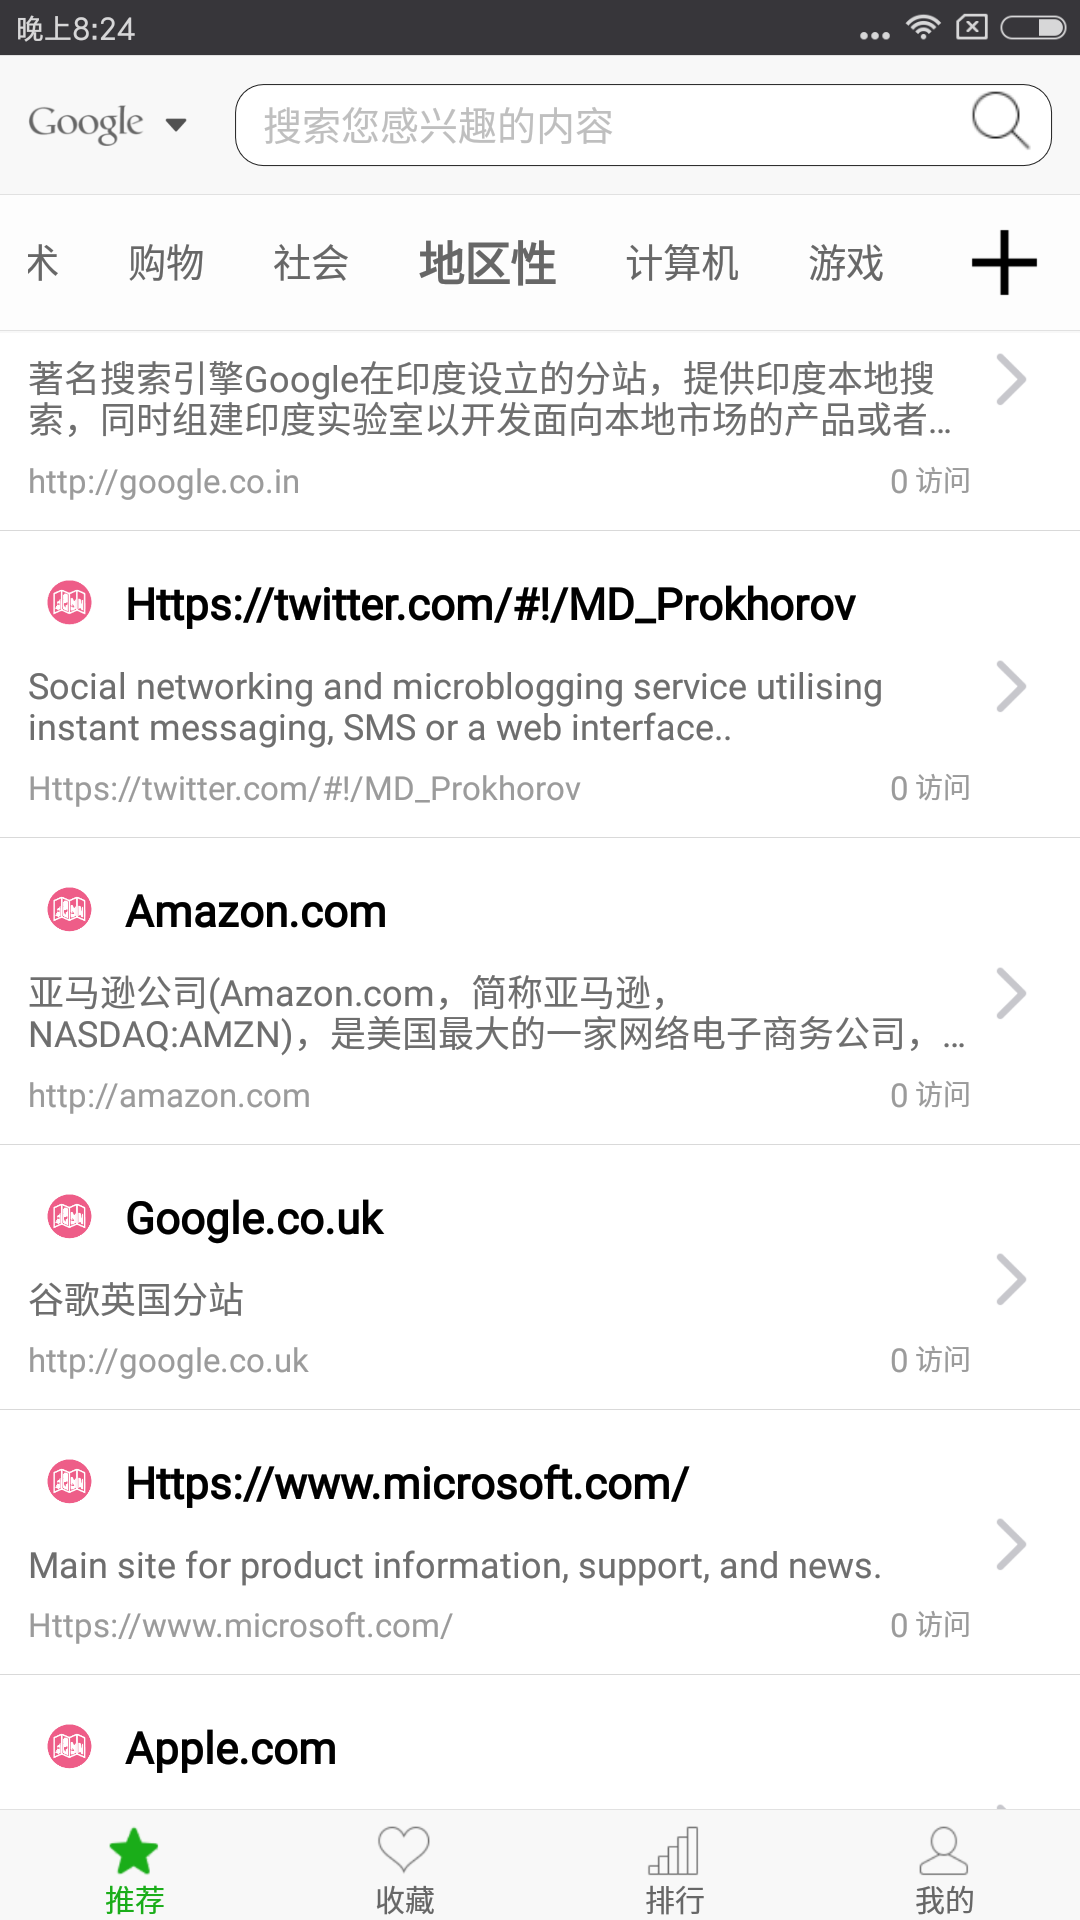 晚上8:24
Google
搜索您感兴趣的内容
术 购物 社会 地区性 计算机 游戏
著名搜索引擎Google在印度设立的分站，提供印度本地搜
索，同时组建印度实验室以开发面向本地市场的产品或者...
http://google.co.in 0 访问
Https://twitter.com/#!/MD_Prokhorov
Social networking and microblogging service utilising
instant messaging, SMS or a web interface..
Https://twitter.com/#!/MD_Prokhorov 0 访问
Amazon.com
亚马逊公司(Amazon.com，简称亚马逊，
NASDAQ:AMZN)，是美国最大的一家网络电子商务公司，...
http://amazon.com 0 访问
Google.co.uk
谷歌英国分站
http://google.co.uk 0 访问
Https://www.microsoft.com/
Main site for product information, support, and news.
Https://www.microsoft.com/ 0 访问
Apple.com
推荐 收藏 排行 我的